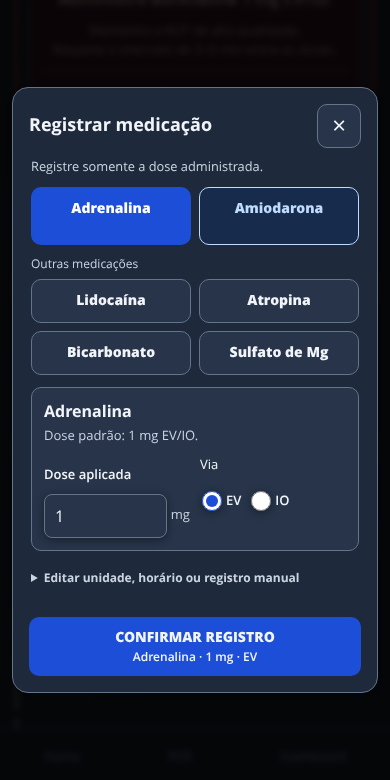 Registrar medicação
×
Registre somente a dose administrada.
Adrenalina
Amiodarona
Outras medicações
Lidocaína
Atropina
Bicarbonato
Sulfato de Mg
Adrenalina
Dose padrão: 1 mg EV/IO.
Dose aplicada
Via
1 mg
EV
IO
Editar unidade, horário ou registro manual
CONFIRMAR REGISTRO
Adrenalina · 1 mg · EV